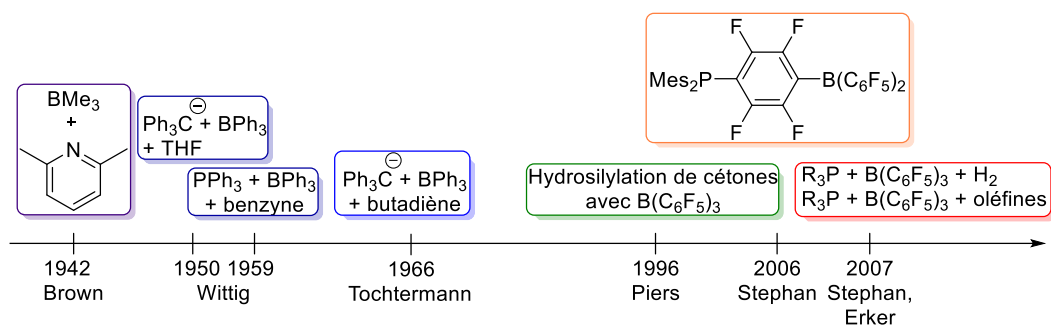 BMe3
+
N
Ph3C⊖ + BPh3
+ THF
PPh3 + BPh3
+ benzyne
Ph3C⊖ + BPh3
+ butadiène
Hydrosilylation de cétones
avec B(C6F5)3
F F
Mes2P B(C6F5)2
F F
R3P + B(C6F5)3 + H2
R3P + B(C6F5)3 + oléfines
1942
Brown
1950 1959
Wittig
1966
Tochtermann
1996
Piers
2006
Stephan
2007
Stephan,
Erker